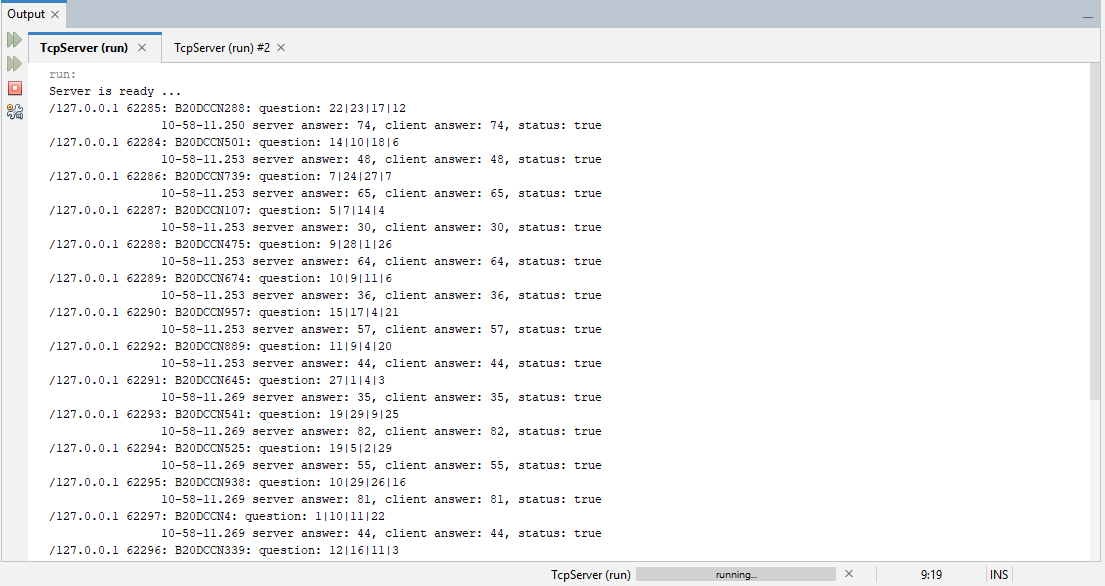 Output
TcpServer (run)
TcpServer (run) #2
run:
Server is ready ...
/127.0.0.1 62285: B20DCCN288: question: 22|23|17|12
10-58-11.250 server answer: 74, client answer: 74, status: true
/127.0.0.1 62284: B20DCCN501: question: 14|10|18|6
10-58-11.253 server answer: 48, client answer: 48, status: true
/127.0.0.1 62286: B20DCCN739: question: 7|24|27|7
10-58-11.253 server answer: 65, client answer: 65, status: true
/127.0.0.1 62287: B20DCCN107: question: 5|7|14|4
10-58-11.253 server answer: 30, client answer: 30, status: true
/127.0.0.1 62288: B20DCCN475: question: 9|28|1|26
10-58-11.253 server answer: 64, client answer: 64, status: true
/127.0.0.1 62289: B20DCCN674: question: 10|9|11|6
10-58-11.253 server answer: 36, client answer: 36, status: true
/127.0.0.1 62290: B20DCCN957: question: 15|17|4|21
10-58-11.253 server answer: 57, client answer: 57, status: true
/127.0.0.1 62292: B20DCCN889: question: 11|9|4|20
10-58-11.253 server answer: 44, client answer: 44, status: true
/127.0.0.1 62291: B20DCCN645: question: 27|1|4|3
10-58-11.269 server answer: 35, client answer: 35, status: true
/127.0.0.1 62293: B20DCCN541: question: 19|29|9|25
10-58-11.269 server answer: 82, client answer: 82, status: true
/127.0.0.1 62294: B20DCCN525: question: 19|5|2|29
10-58-11.269 server answer: 55, client answer: 55, status: true
/127.0.0.1 62295: B20DCCN938: question: 10|29|26|16
10-58-11.269 server answer: 81, client answer: 81, status: true
/127.0.0.1 62297: B20DCCN4: question: 1|10|11|22
10-58-11.269 server answer: 44, client answer: 44, status: true
/127.0.0.1 62296: B20DCCN339: question: 12|16|11|3
TcpServer (run) running... 9:19 INS